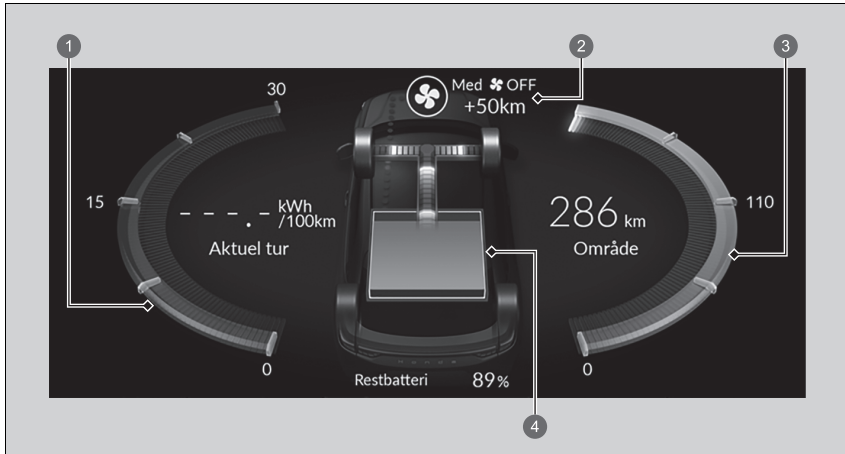 1
2
3
30
Med OFF
+50km
15
---.- kWh
/100km
Aktuel tur
286 km
Område
110
0
0
Restbatteri 89%
4